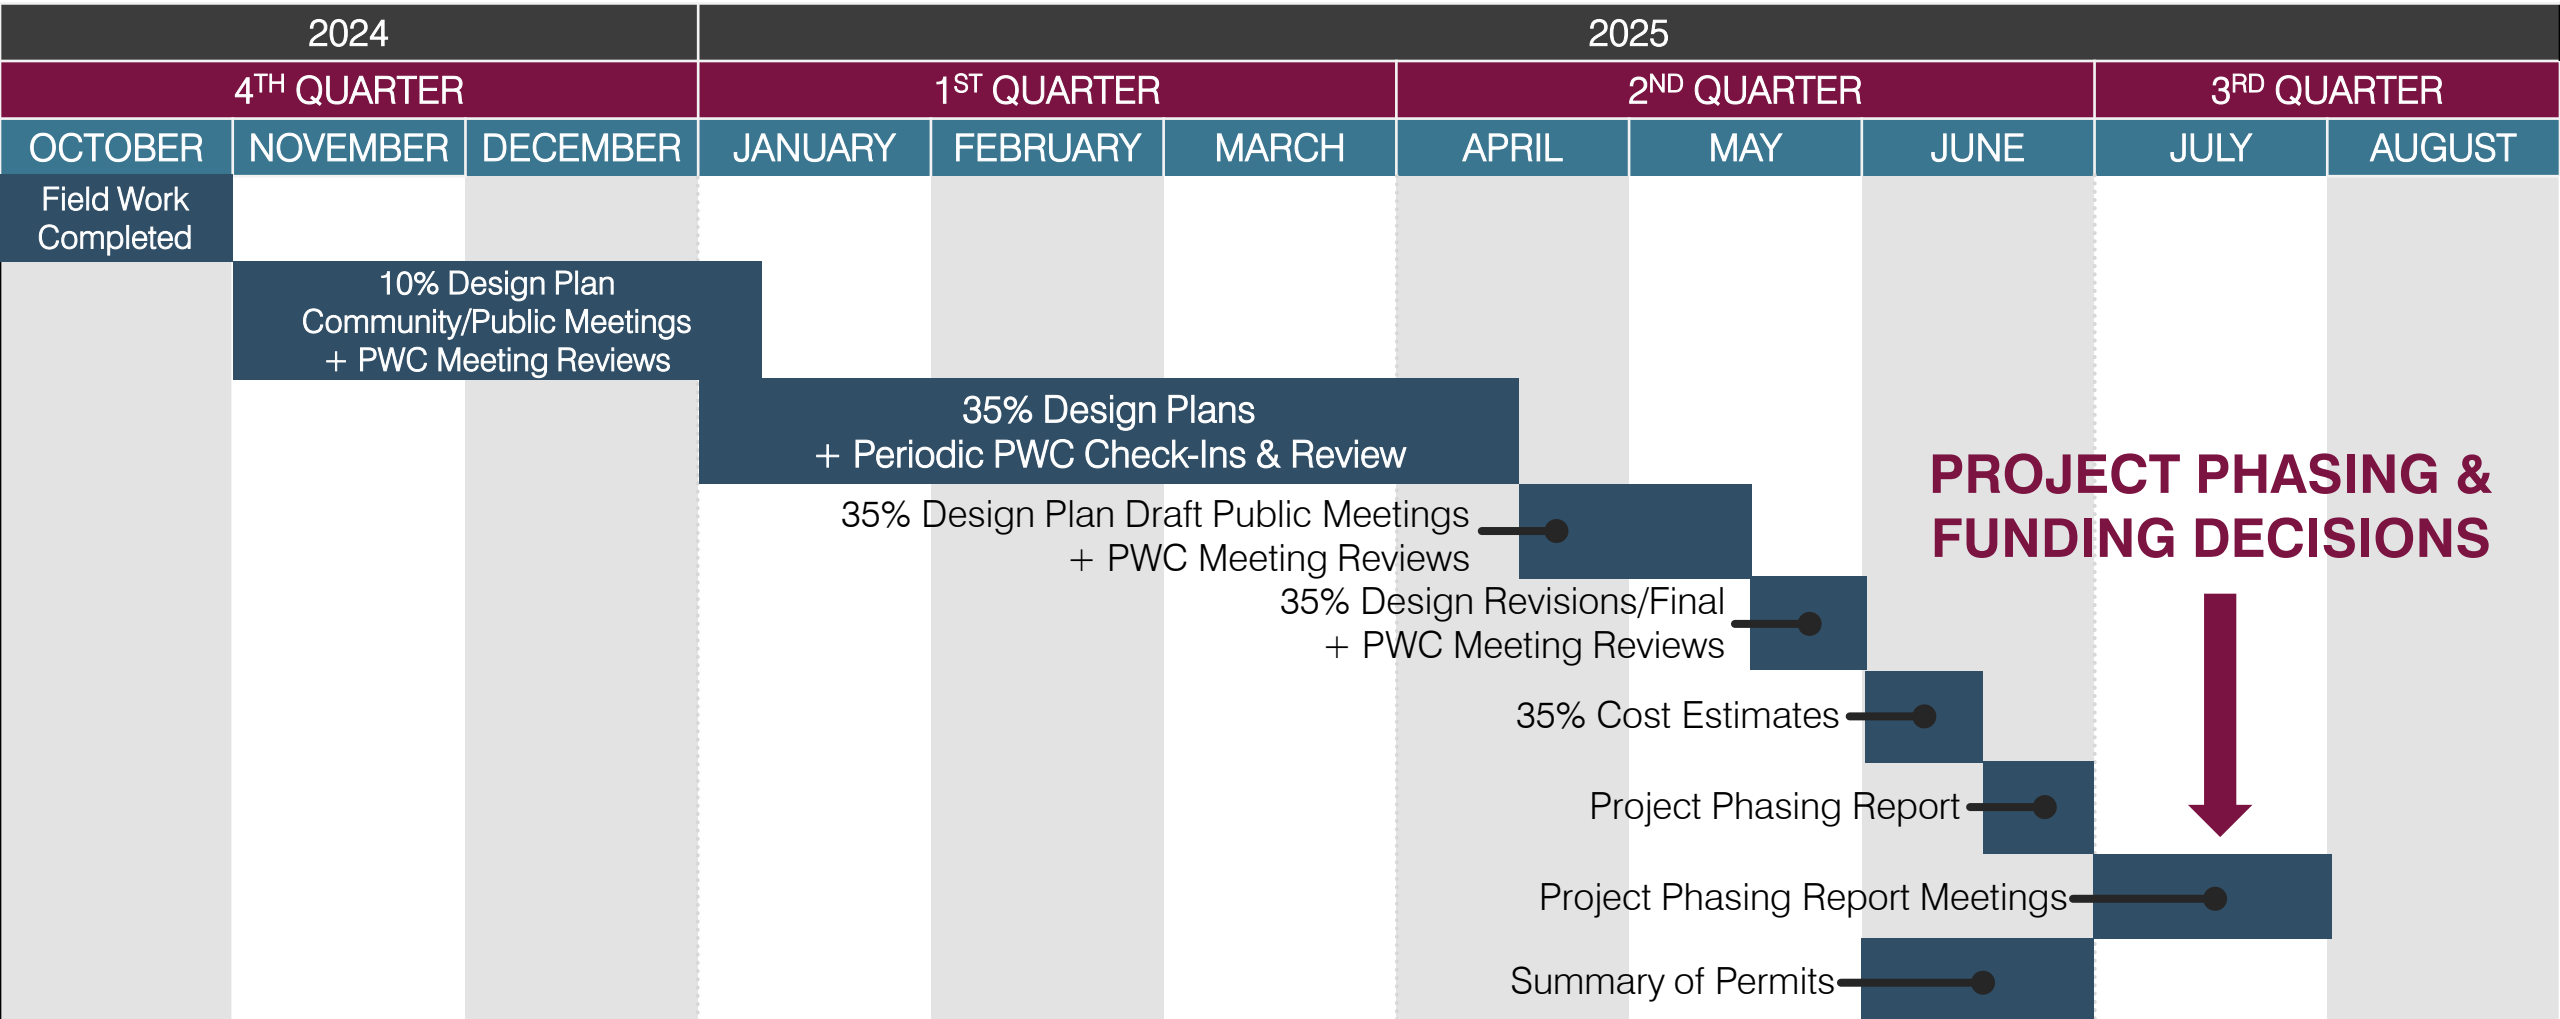 2024
2025
4TH QUARTER
1ST QUARTER
2ND QUARTER
3RD QUARTER
OCTOBER
NOVEMBER
DECEMBER
JANUARY
FEBRUARY
MARCH
APRIL
MAY
JUNE
JULY
AUGUST
Field Work
Completed
10% Design Plan
Community/Public Meetings
+ PWC Meeting Reviews
35% Design Plans
+ Periodic PWC Check-Ins & Review
35% Design Plan Draft Public Meetings
+ PWC Meeting Reviews
PROJECT PHASING &
FUNDING DECISIONS
35% Design Revisions/Final
+ PWC Meeting Reviews
35% Cost Estimates
Project Phasing Report
Project Phasing Report Meetings
Summary of Permits